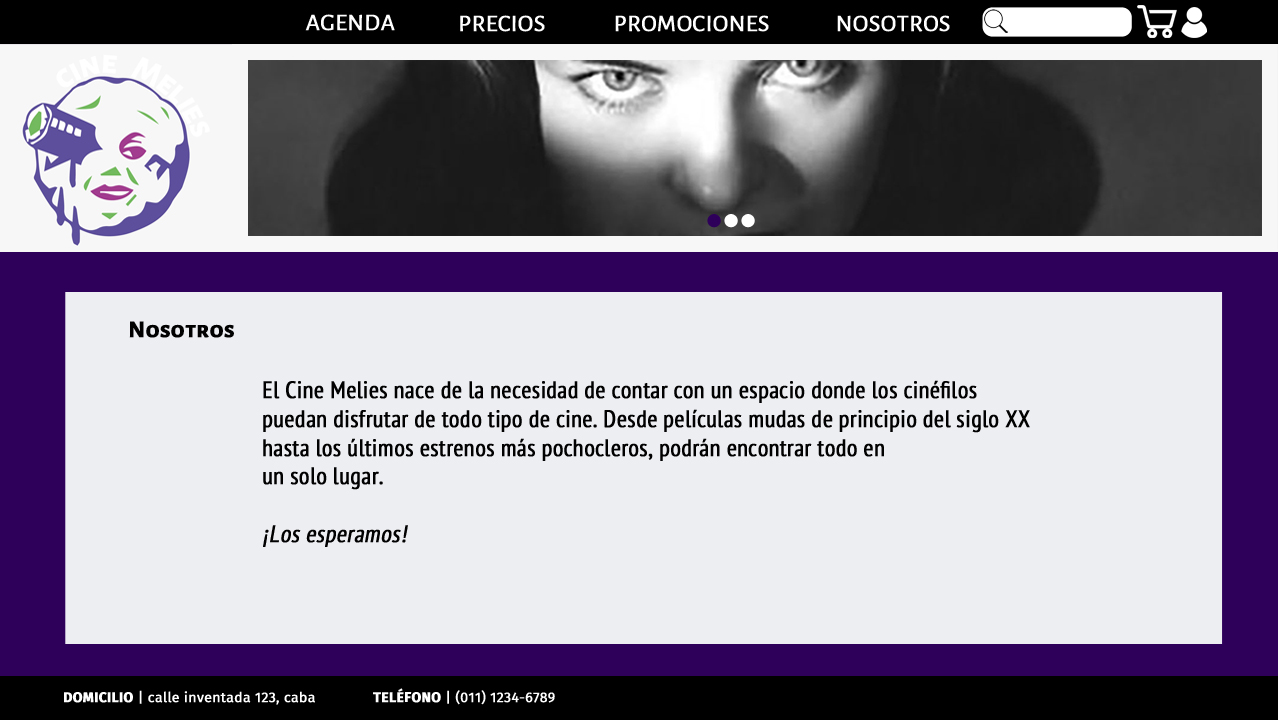 AGENDA PRECIOS PROMOCIONES NOSOTROS
CINE MELIES
Nosotros
El Cine Melies nace de la necesidad de contar con un espacio donde los cinéfilos
puedan disfrutar de todo tipo de cine. Desde películas mudas de principio del siglo XX
hasta los últimos estrenos más pochocleros, podrán encontrar todo en
un solo lugar.
¡Los esperamos!
DOMICILIO | calle inventada 123, caba TELÉFONO | (011) 1234-6789